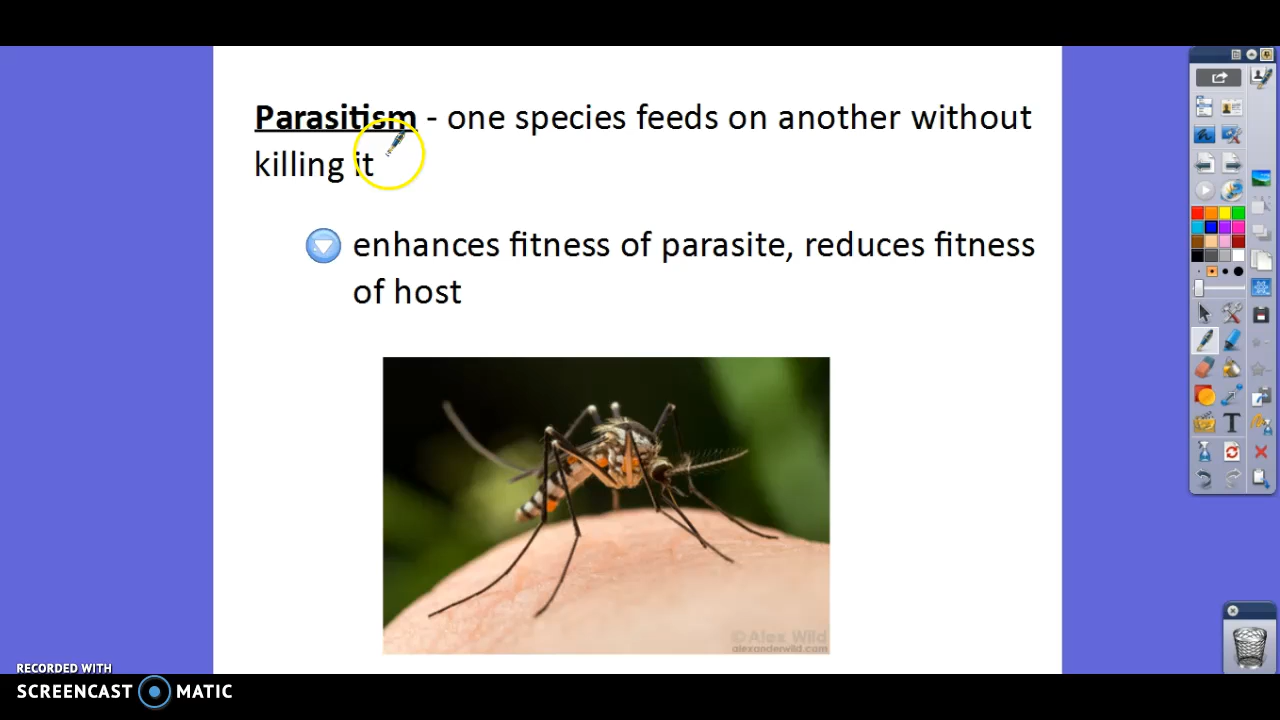 Parasitism - one species feeds on another without
killing it
enhances fitness of parasite, reduces fitness
of host
© Alex Wild
alexanderwild.com
RECORDED WITH
SCREENCAST MATIC
T